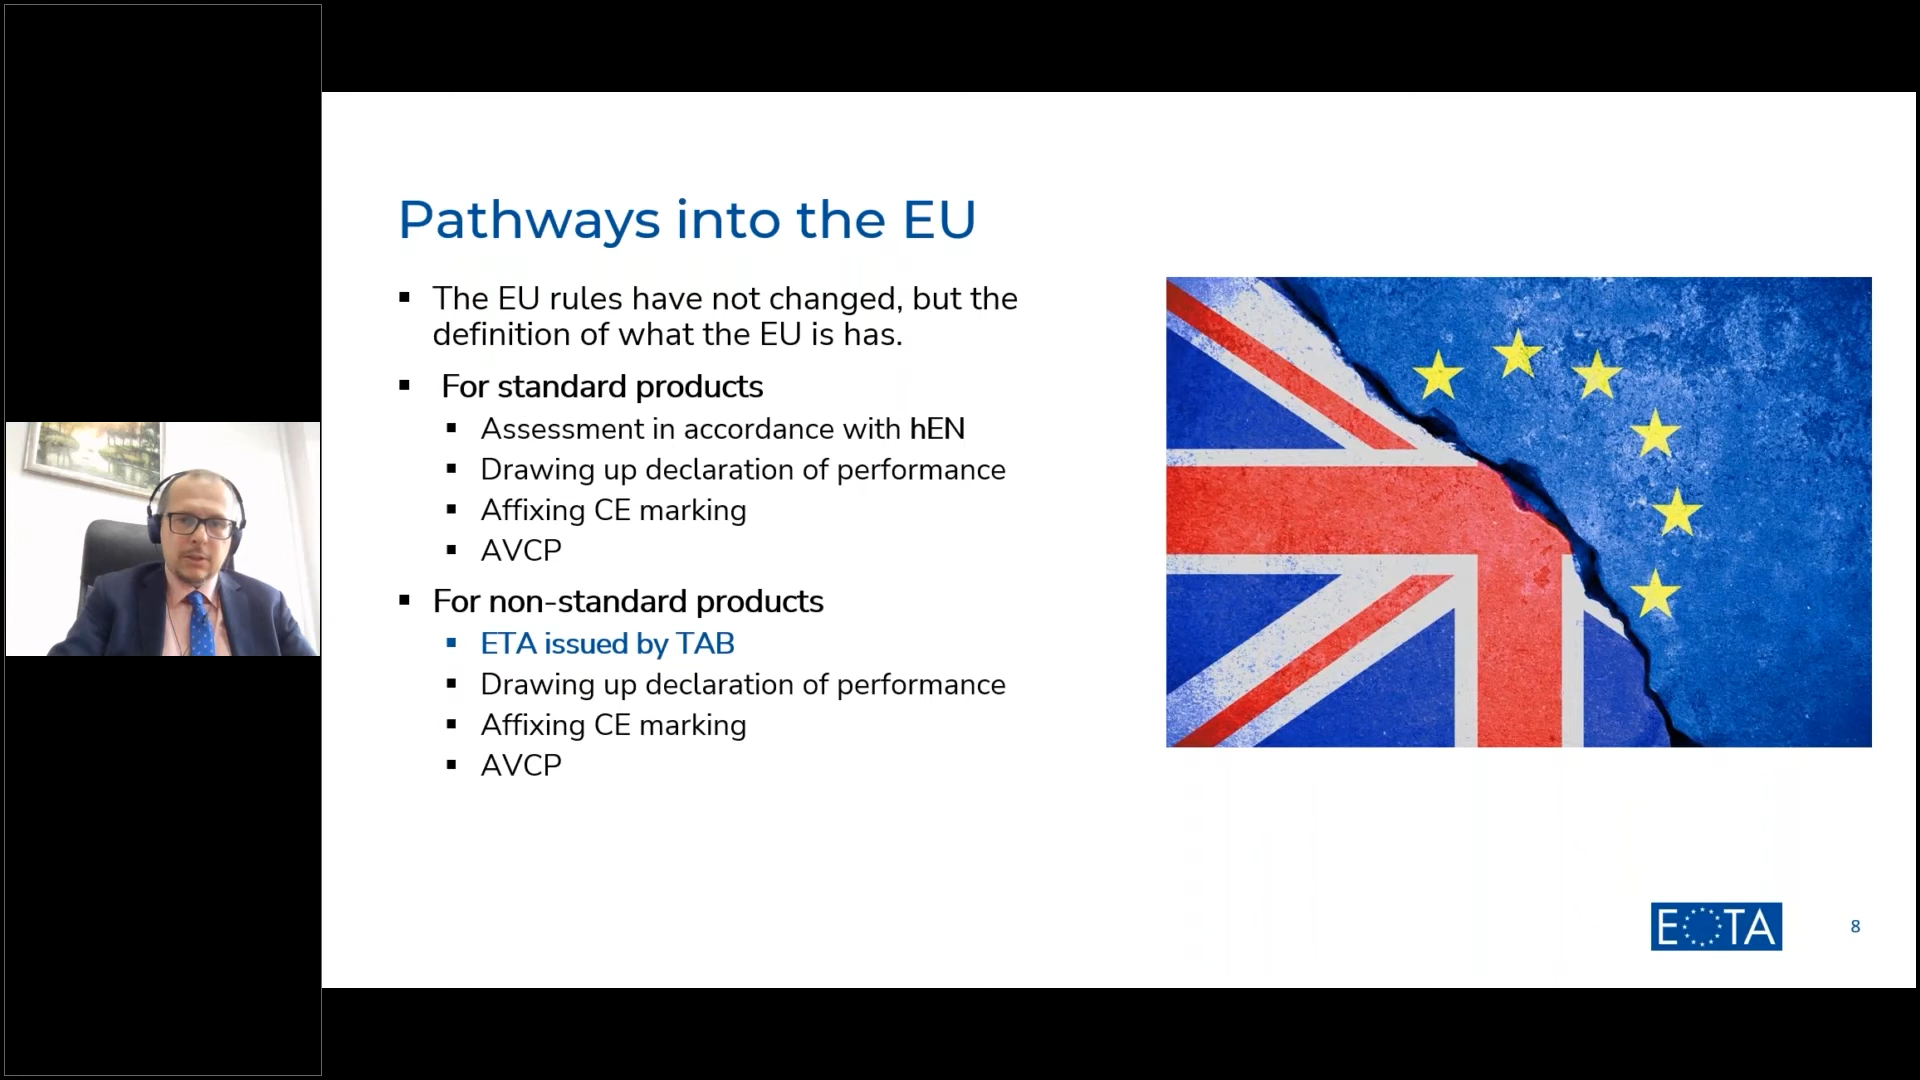 Pathways into the EU
The EU rules have not changed, but the
definition of what the EU is has.
For standard products
Assessment in accordance with hEN
Drawing up declaration of performance
Affixing CE marking
AVCP
For non-standard products
ETA issued by TAB
Drawing up declaration of performance
Affixing CE marking
AVCP
EOTA
8